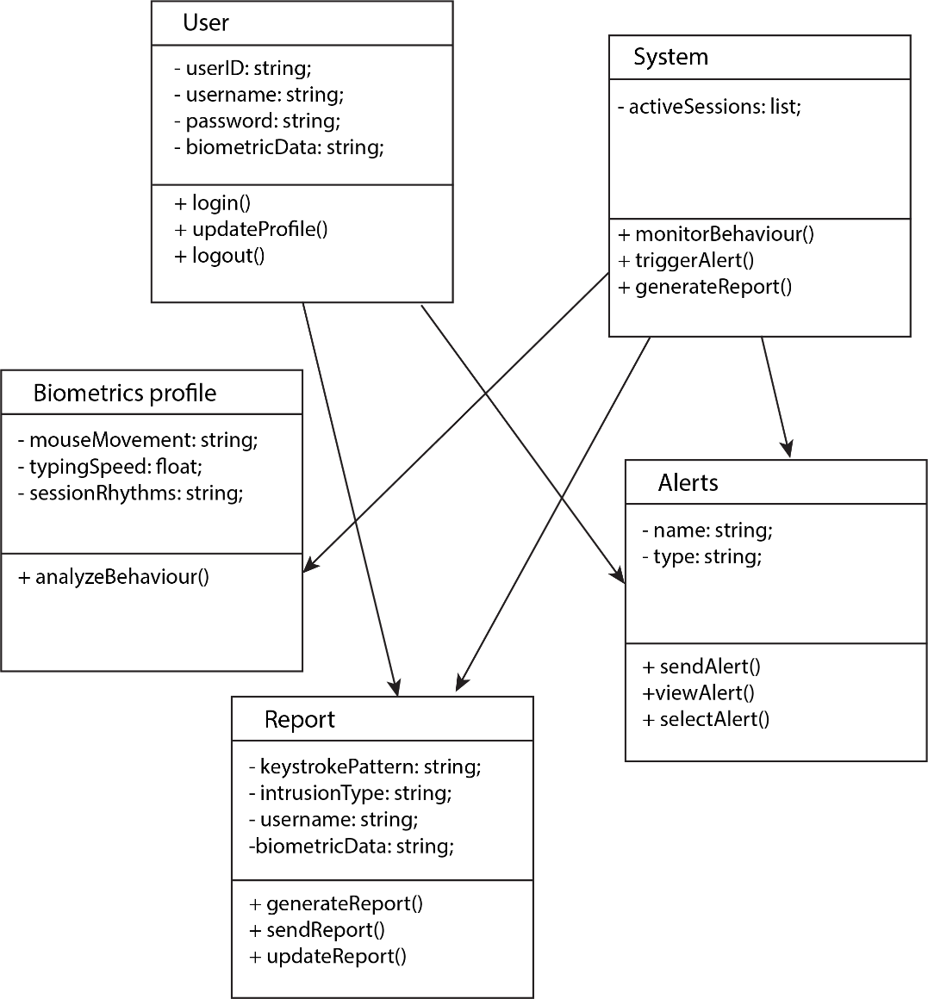 User
- userID: string;
- username: string;
- password: string;
- biometricData: string;
+ login()
+ updateProfile()
+ logout()
System
- activeSessions: list;
+ monitorBehaviour()
+ triggerAlert()
+ generateReport()
Biometrics profile
- mouseMovement: string;
- typingSpeed: float;
- sessionRhythms: string;
+ analyzeBehaviour()
Alerts
- name: string;
- type: string;
+ sendAlert()
+viewAlert()
+ selectAlert()
Report
- keystrokePattern: string;
- intrusionType: string;
- username: string;
-biometricData: string;
+ generateReport()
+ sendReport()
+ updateReport()